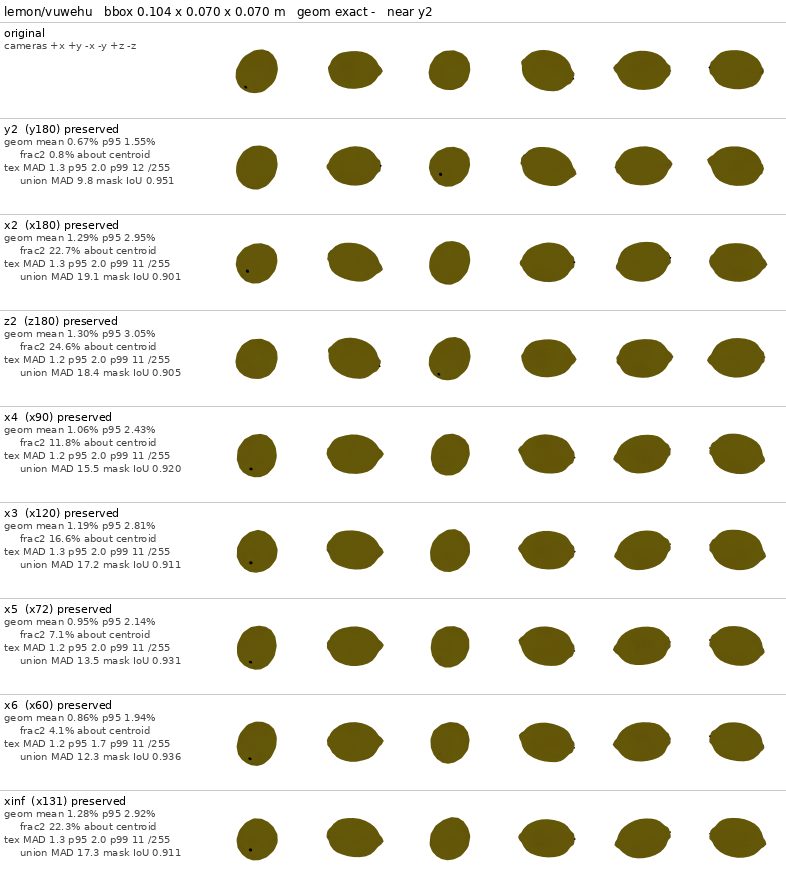 lemon/vuwehu bbox 0.104 x 0.070 x 0.070 m geom exact - near y2
original
cameras +x +y -x -y +z -z
y2 (y180) preserved
geom mean 0.67% p95 1.55%
frac2 0.8% about centroid
tex MAD 1.3 p95 2.0 p99 12 /255
union MAD 9.8 mask IoU 0.951
x2 (x180) preserved
geom mean 1.29% p95 2.95%
frac2 22.7% about centroid
tex MAD 1.3 p95 2.0 p99 11 /255
union MAD 19.1 mask IoU 0.901
z2 (z180) preserved
geom mean 1.30% p95 3.05%
frac2 24.6% about centroid
tex MAD 1.2 p95 2.0 p99 11 /255
union MAD 18.4 mask IoU 0.905
x4 (x90) preserved
geom mean 1.06% p95 2.43%
frac2 11.8% about centroid
tex MAD 1.2 p95 2.0 p99 11 /255
union MAD 15.5 mask IoU 0.920
x3 (x120) preserved
geom mean 1.19% p95 2.81%
frac2 16.6% about centroid
tex MAD 1.3 p95 2.0 p99 11 /255
union MAD 17.2 mask IoU 0.911
x5 (x72) preserved
geom mean 0.95% p95 2.14%
frac2 7.1% about centroid
tex MAD 1.2 p95 2.0 p99 11 /255
union MAD 13.5 mask IoU 0.931
x6 (x60) preserved
geom mean 0.86% p95 1.94%
frac2 4.1% about centroid
tex MAD 1.2 p95 1.7 p99 11 /255
union MAD 12.3 mask IoU 0.936
xinf (x131) preserved
geom mean 1.28% p95 2.92%
frac2 22.3% about centroid
tex MAD 1.3 p95 2.0 p99 11 /255
union MAD 17.3 mask IoU 0.911